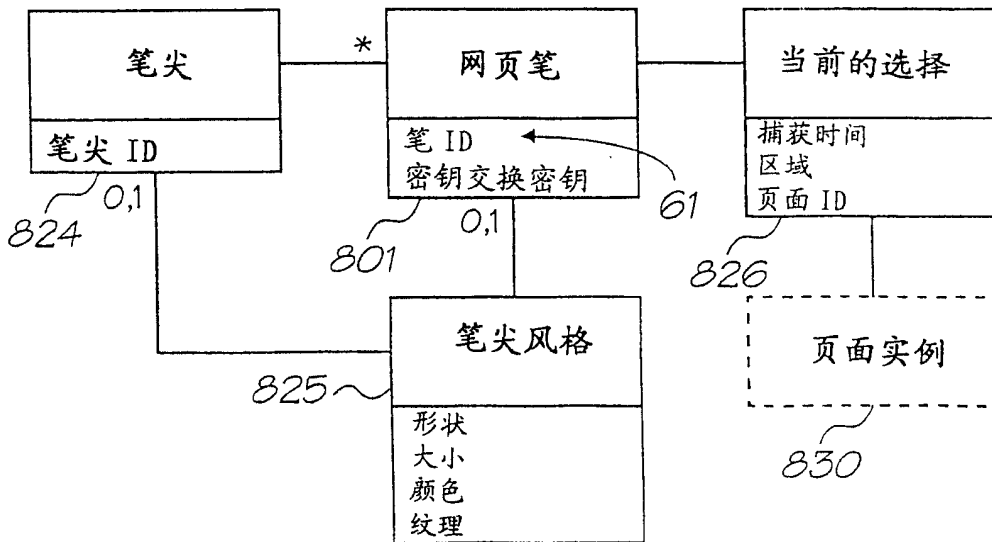 笔尖
笔尖 ID
0,1
824
*
网页笔
笔 ID
密钥交换密钥
61
0,1
801
当前的选择
捕获时间
区域
页面 ID
826
笔尖风格
825
形状
大小
颜色
纹理
页面实例
830